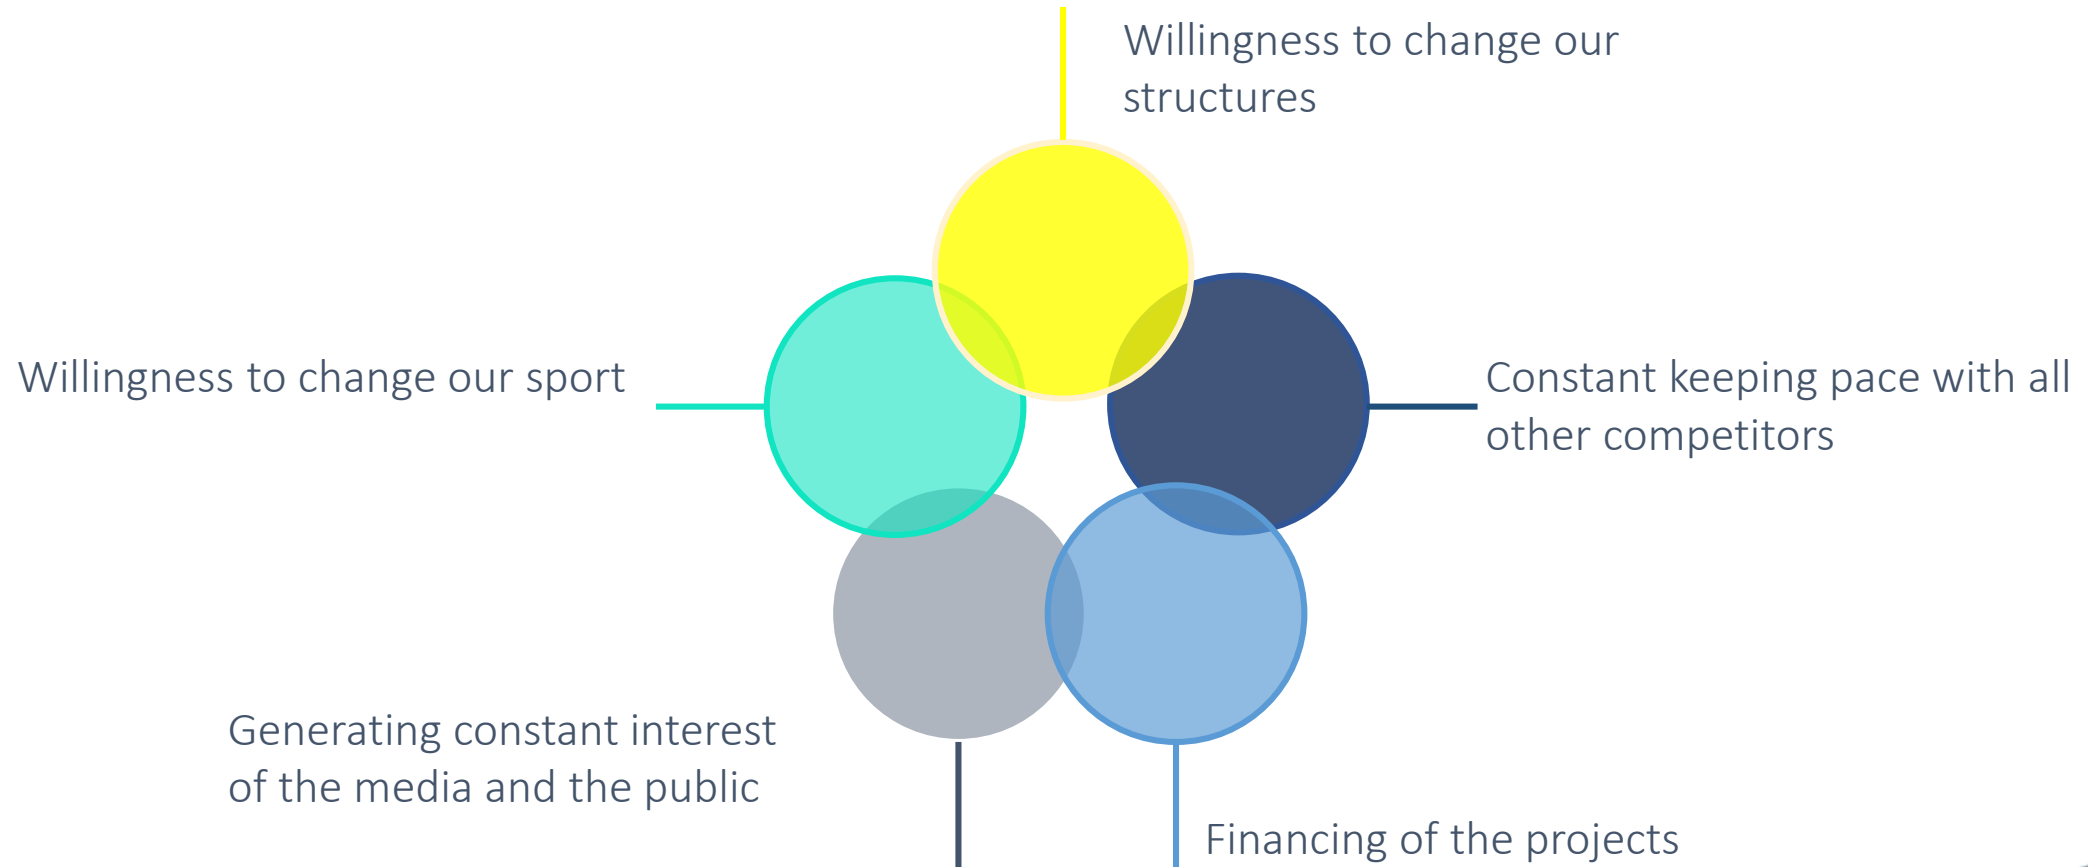 Willingness to change our
structures
Willingness to change our sport
Constant keeping pace with all
other competitors
Generating constant interest
of the media and the public
Financing of the projects